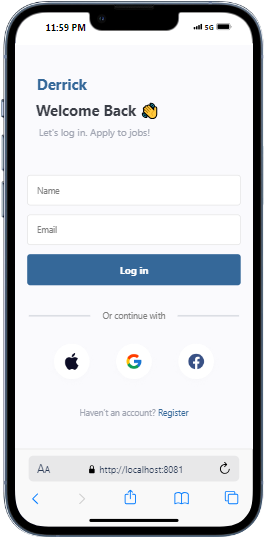 11:59 PM
5G
Derrick
Welcome Back 👋
Let's log in. Apply to jobs!
Name
Email
Log in
Or continue with
Haven't an account? Register
AA
http://localhost:8081